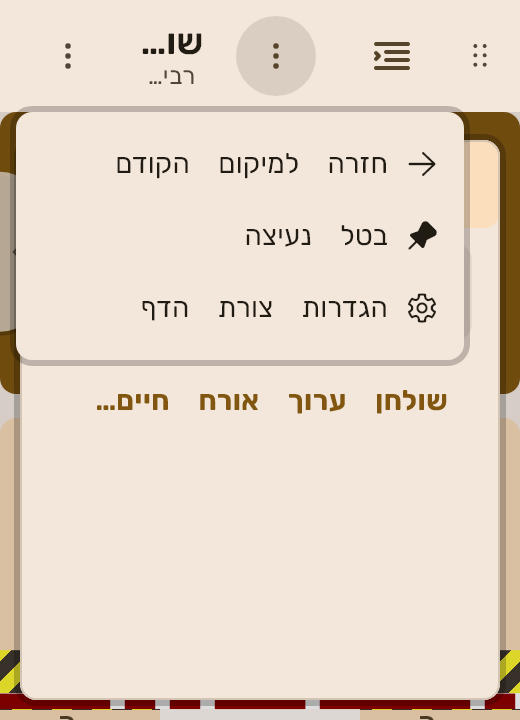 שו...
רבי...
חזרה למיקום הקודם
בטל נעיצה
הגדרות צורת הדף
שולחן ערוך אורח חיים...